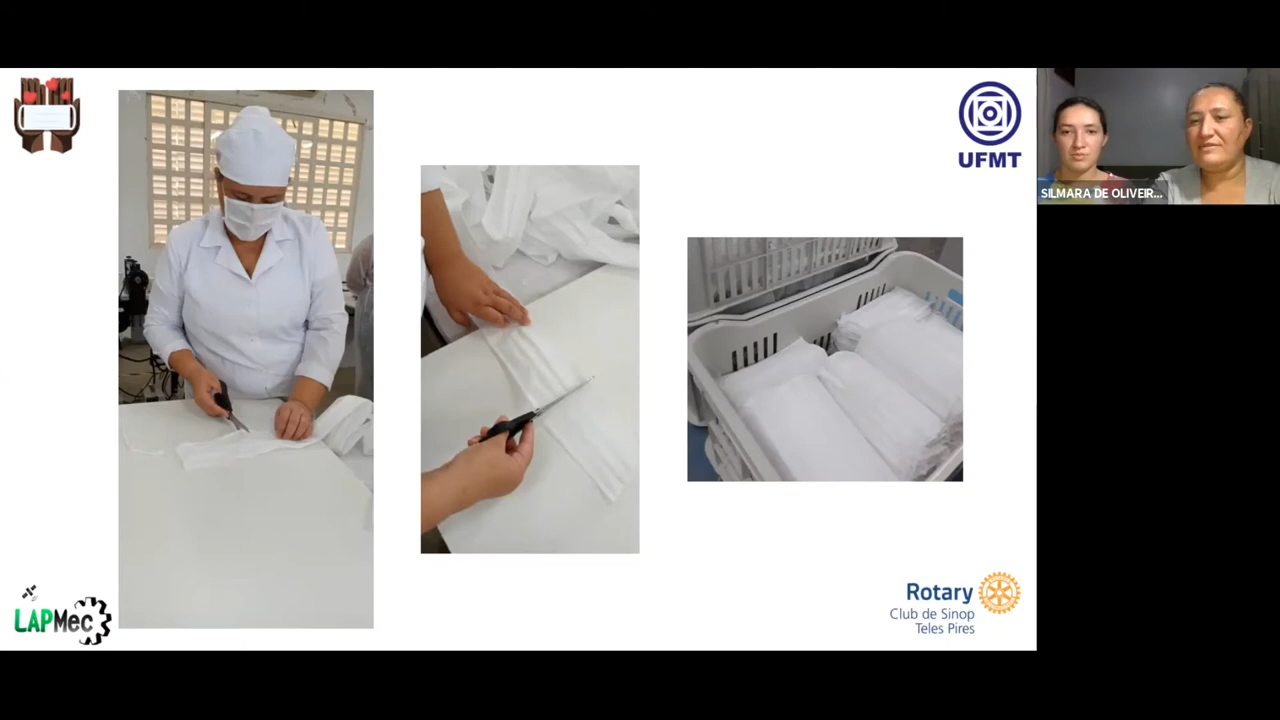 UFMT
SILMARA DE OLIVEIR...
LAPMec
Rotary
Club de Sinop
Teles Pires